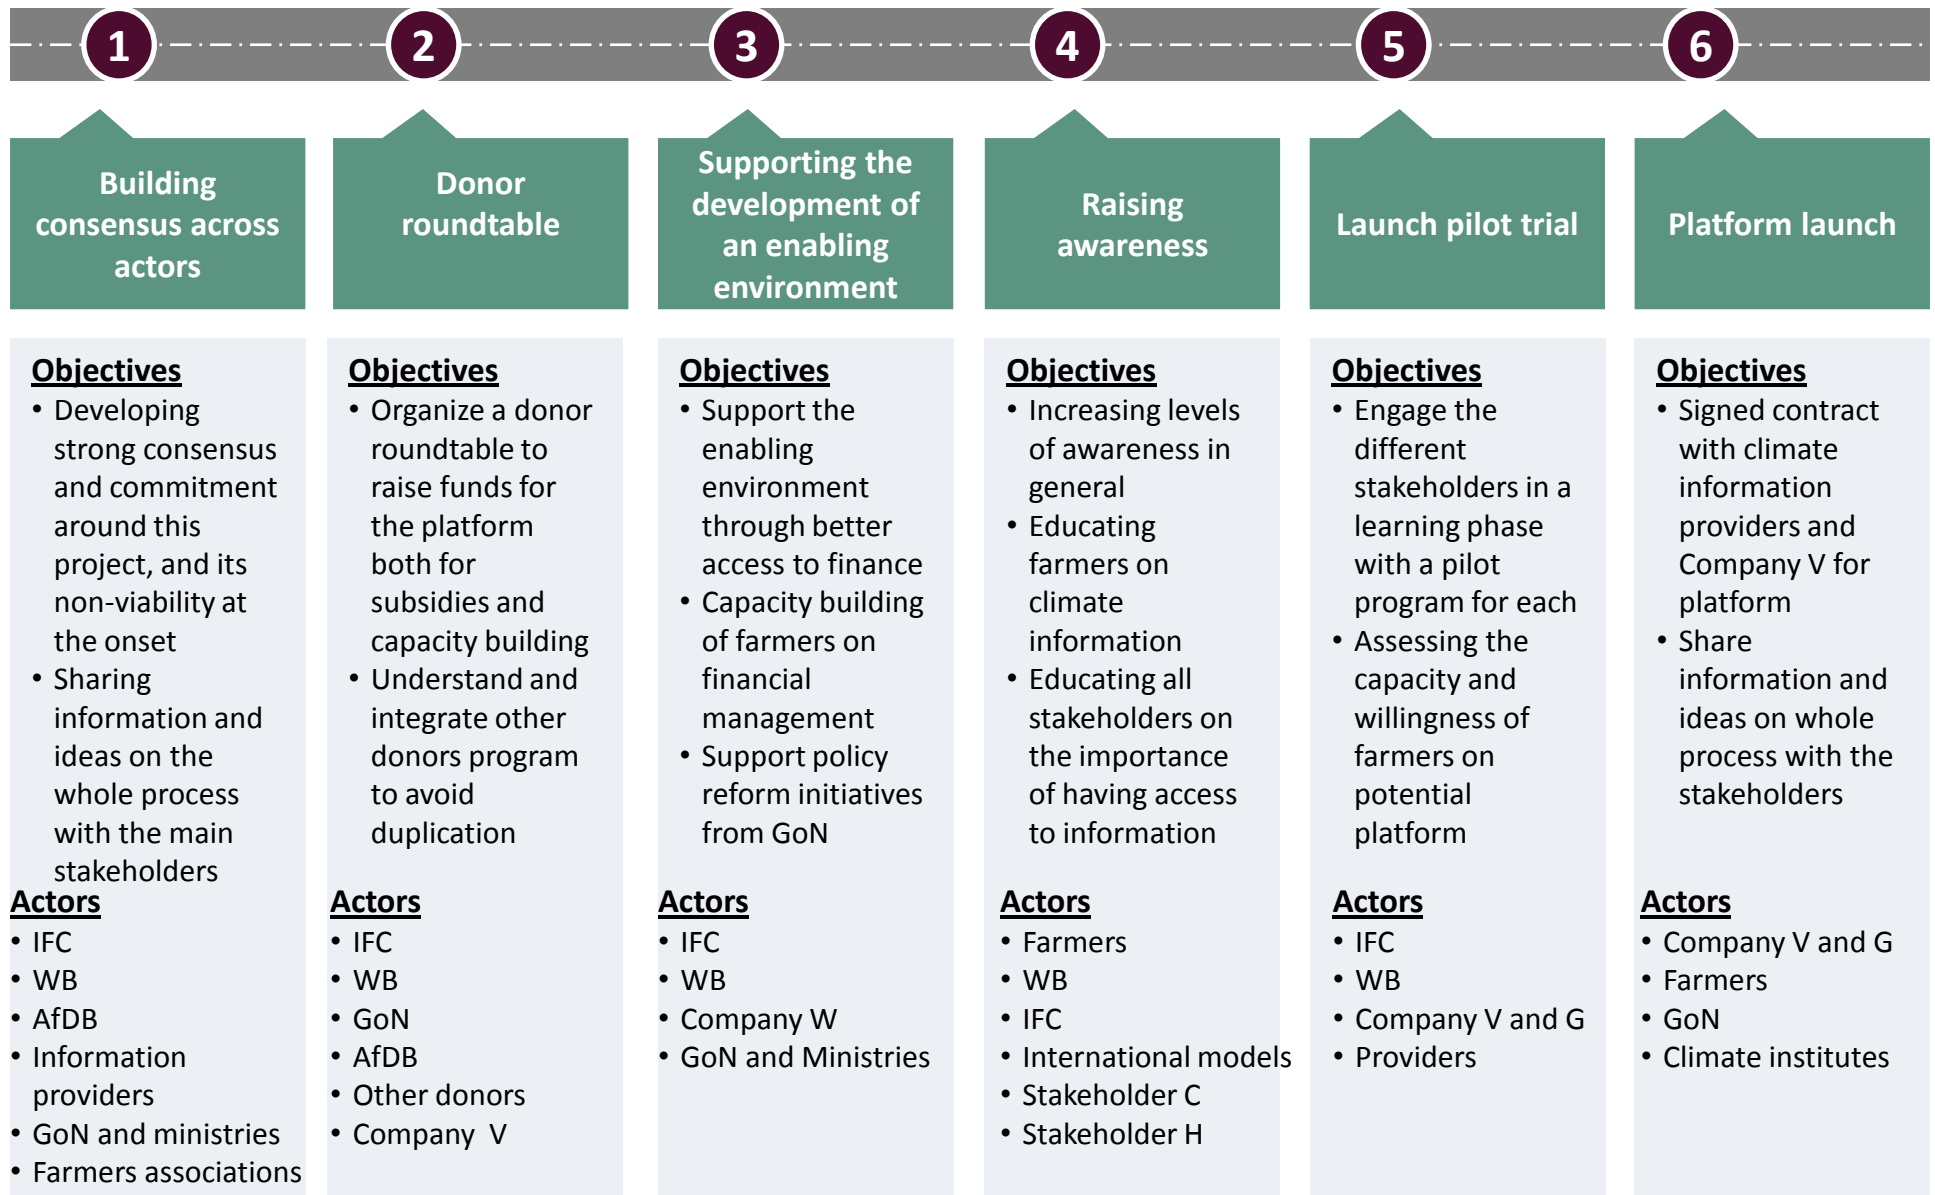 1
2
3
4
5
6
Building
consensus across
actors
Donor
roundtable
Supporting the
development of
an enabling
environment
Raising
awareness
Launch pilot trial
Platform launch
Objectives
• Developing
strong consensus
and commitment
around this
project, and its
non-viability at
the onset
• Sharing
information and
ideas on the
whole process
with the main
stakeholders
Actors
• IFC
• WB
• AfDB
• Information
providers
• GoN and ministries
• Farmers associations
Objectives
• Organize a donor
roundtable to
raise funds for
the platform
both for
subsidies and
capacity building
• Understand and
integrate other
donors program
to avoid
duplication
Actors
• IFC
• WB
• GoN
• AfDB
• Other donors
• Company V
Objectives
• Support the
enabling
environment
through better
access to finance
• Capacity building
of farmers on
financial
management
• Support policy
reform initiatives
from GoN
Actors
• IFC
• WB
• Company W
• GoN and Ministries
Objectives
• Increasing levels
of awareness in
general
• Educating
farmers on
climate
information
• Educating all
stakeholders on
the importance
of having access
to information
Actors
• Farmers
• WB
• IFC
• International models
• Stakeholder C
• Stakeholder H
Objectives
• Engage the
different
stakeholders in a
learning phase
with a pilot
program for each
• Assessing the
capacity and
willingness of
farmers on
potential
platform
Actors
• IFC
• WB
• Company V and G
• Providers
Objectives
• Signed contract
with climate
information
providers and
Company V for
platform
• Share
information and
ideas on whole
process with the
stakeholders
Actors
• Company V and G
• Farmers
• GoN
• Climate institutes